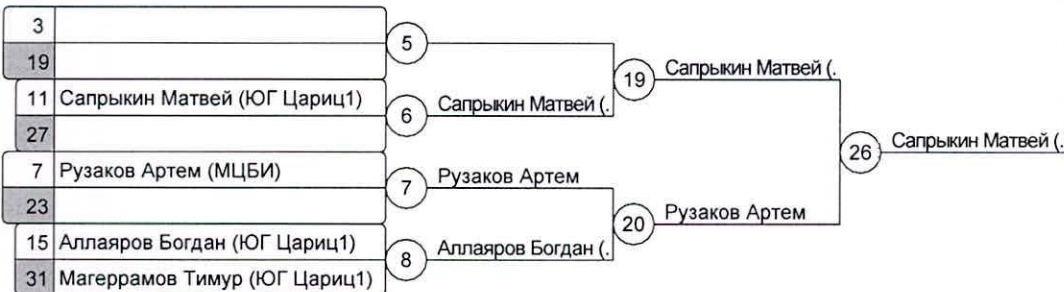 3
5
19
19 Сапрыкин Матвей (.
11 Сапрыкин Матвей (ЮГ Цариц1)
6 Сапрыкин Матвей (.
27
26 Сапрыкин Матвей (.
7 Рузаков Артем (МЦБИ)
7 Рузаков Артем
23
20 Рузаков Артем
15 Аллаяров Богдан (ЮГ Цариц1)
8 Аллаяров Богдан (.
31 Магеррамов Тимур (ЮГ Цариц1)